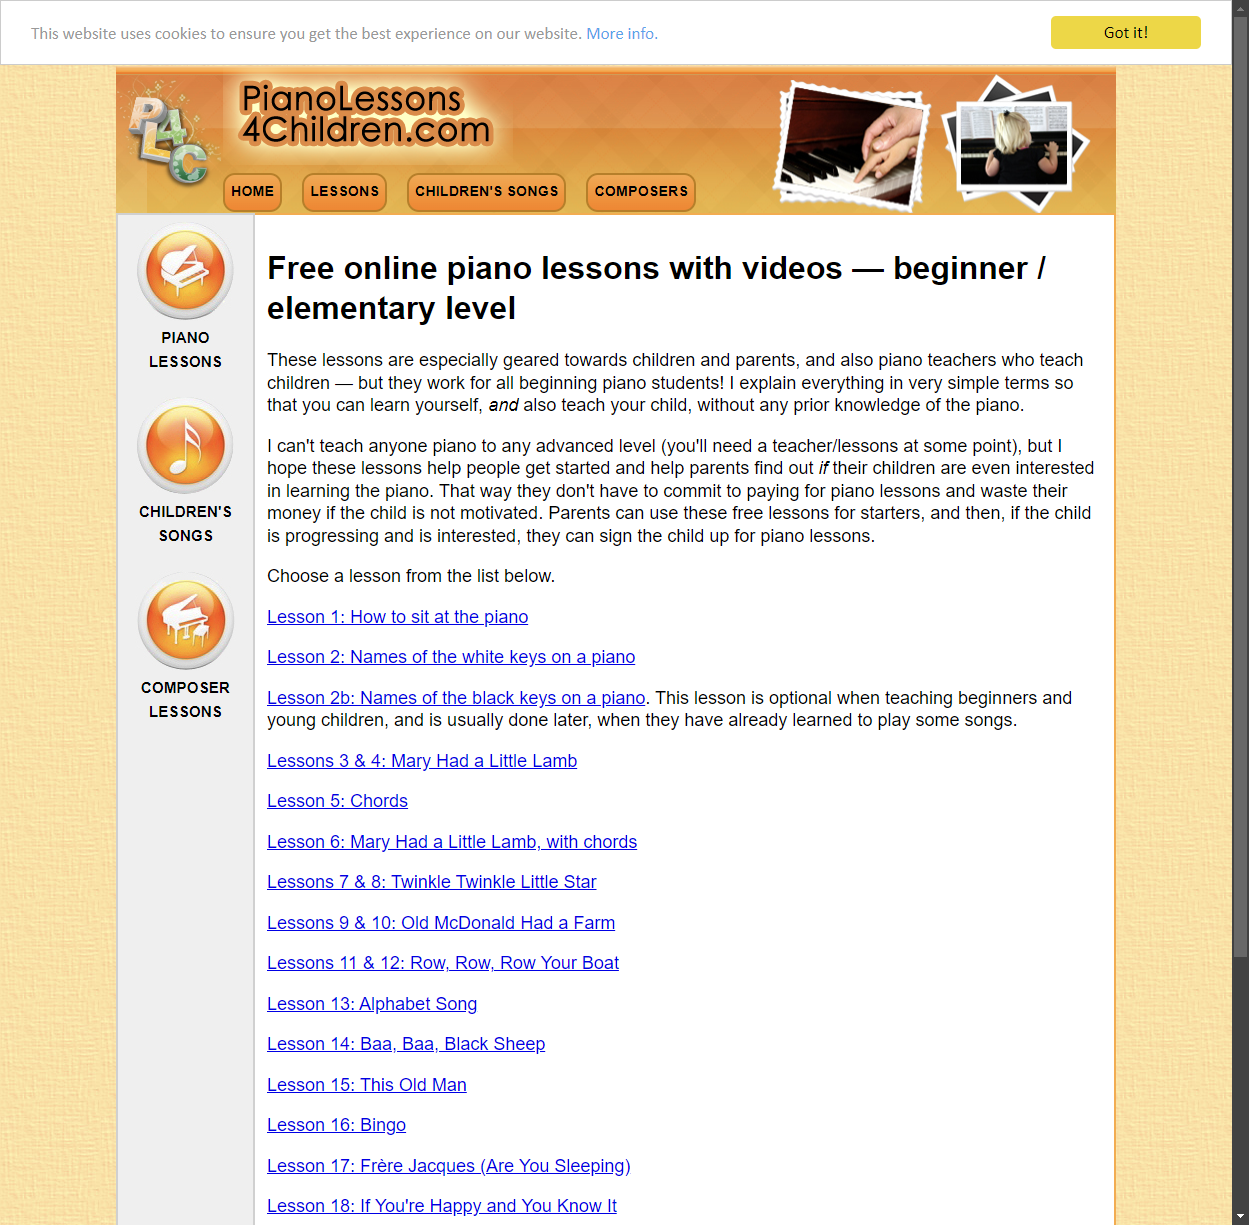 This website uses cookies to ensure you get the best experience on our website. More info.
Got it!
PL4C
PianoLessons
4Children.com
HOME
LESSONS
CHILDREN'S SONGS
COMPOSERS
PIANO
LESSONS
CHILDREN'S
SONGS
COMPOSER
LESSONS
Free online piano lessons with videos — beginner /
elementary level
These lessons are especially geared towards children and parents, and also piano teachers who teach
children — but they work for all beginning piano students! I explain everything in very simple terms so
that you can learn yourself, and also teach your child, without any prior knowledge of the piano.
I can't teach anyone piano to any advanced level (you'll need a teacher/lessons at some point), but I
hope these lessons help people get started and help parents find out if their children are even interested
in learning the piano. That way they don't have to commit to paying for piano lessons and waste their
money if the child is not motivated. Parents can use these free lessons for starters, and then, if the child
is progressing and is interested, they can sign the child up for piano lessons.
Choose a lesson from the list below.
Lesson 1: How to sit at the piano
Lesson 2: Names of the white keys on a piano
Lesson 2b: Names of the black keys on a piano. This lesson is optional when teaching beginners and
young children, and is usually done later, when they have already learned to play some songs.
Lessons 3 & 4: Mary Had a Little Lamb
Lesson 5: Chords
Lesson 6: Mary Had a Little Lamb, with chords
Lessons 7 & 8: Twinkle Twinkle Little Star
Lessons 9 & 10: Old McDonald Had a Farm
Lessons 11 & 12: Row, Row, Row Your Boat
Lesson 13: Alphabet Song
Lesson 14: Baa, Baa, Black Sheep
Lesson 15: This Old Man
Lesson 16: Bingo
Lesson 17: Frère Jacques (Are You Sleeping)
Lesson 18: If You're Happy and You Know It